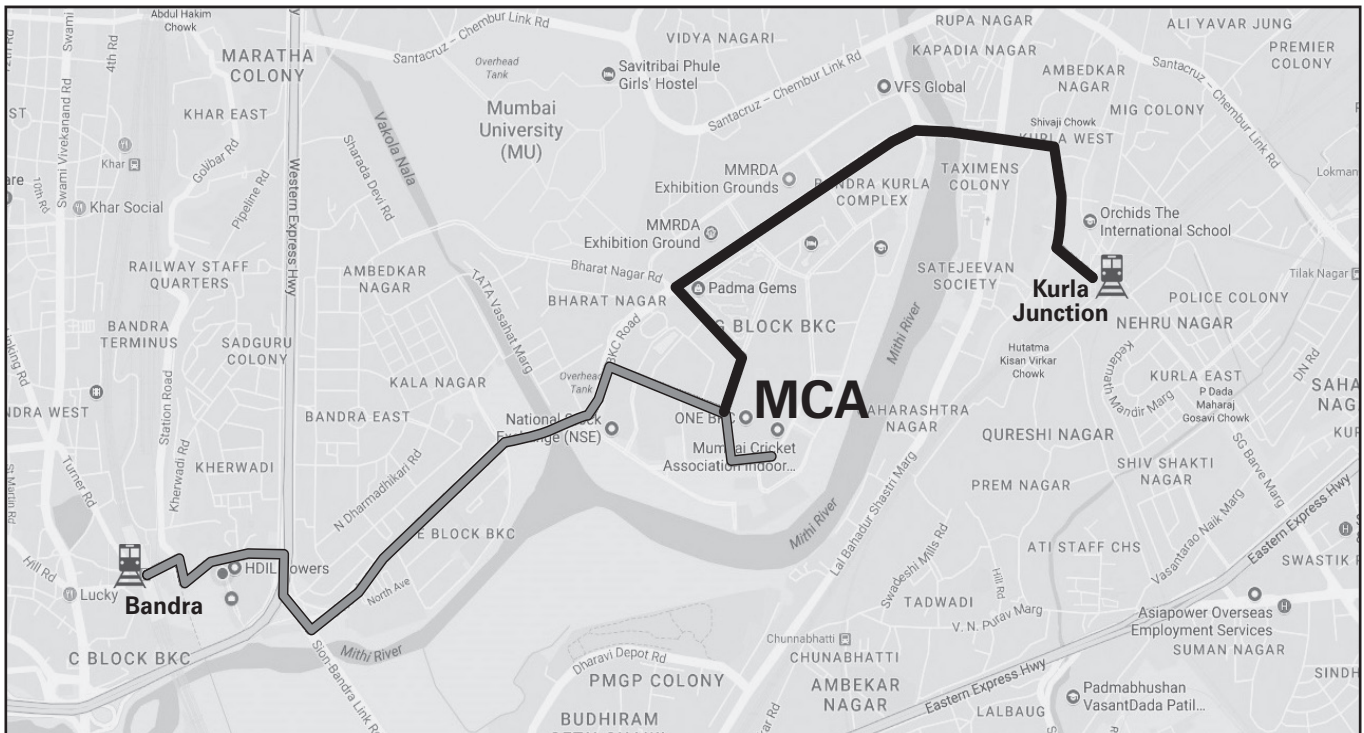 Abdul Hakim
Chowk
MARATHA
COLONY
Santacruz – Chembur Link Rd
VIDYA NAGARI
RUPA NAGAR
KAPADIA NAGAR
ALI YAVAR JUNG
PREMIER
COLONY
Swami
4th Rd
Overhead
Tank
Savitribai Phule
Girls' Hostel
Santacruz – Chembur Link Rd
VFS Global
AMBEDKAR
NAGAR
Santacruz – Chembur Link Rd
MIG COLONY
KHAR EAST
Mumbai
University
(MU)
Shivaji Chowk
KURLA WEST
Vakola Nala
Sharada Devi Rd
Golibar Rd
Khar
Swami Vivekanand Rd
10th Rd
Pipeline Rd
Western Express Hwy
MMRDA
Exhibition Grounds
BANDRA KURLA
COMPLEX
TAXIMENS
COLONY
Khar Social
Orchids The
International School
MMRDA
Exhibition Ground
Bharat Nagar Rd
RAILWAY STAFF
QUARTERS
AMBEDKAR
NAGAR
TATA Vasahat Marg
BHARAT NAGAR
Padma Gems
SATEJEEVAN
SOCIETY
Kurla
Junction
Tilak Nagar
POLICE COLONY
NEHRU NAGAR
BANDRA
TERMINUS
SADGURU
COLONY
G BLOCK BKC
Mithi River
Hutatma
Kisan Virkar
Chowk
Kedarnath Mandir Marg
KURLA EAST
P Dada
Maharaj
Gosavi Chowk
DN Rd
KALA NAGAR
BKC Road
Overhead
Tank
MCA
Station Road
BANDRA EAST
National Stock
Exchange (NSE)
ONE BKC
MAHARASHTRA
NAGAR
QURESHI NAGAR
Mumbai Cricket
Association Indoor...
Turner Rd
St Martin Rd
Kherwadi Rd
KHERWADI
N Dharmadhikari Rd
Lal Bahadur Shastri Marg
PREM NAGAR
SHIV SHAKTI
NAGAR
SG Barve Marg
E BLOCK BKC
Mithi River
Swadeshi Mills Rd
ATI STAFF CHS
Vasantarao Naik Marg
Eastern Express Hwy
Hill Rd
HDIL Towers
Lucky
Bandra
North Ave
Hill Rd
TADWADI
V. N. Purav Marg
Asiapower Overseas
Employment Services
SUMAN NAGAR
C BLOCK BKC
Mithi River
Sion-Bandra Link Rd
Dharavi Depot Rd
PMGP COLONY
Chunnabhatti
CHUNABHATTI
AMBEKAR
NAGAR
Eastern Express Hwy
LALBAUG
Padmabhushan
VasantDada Patil...
BUDHIRAM